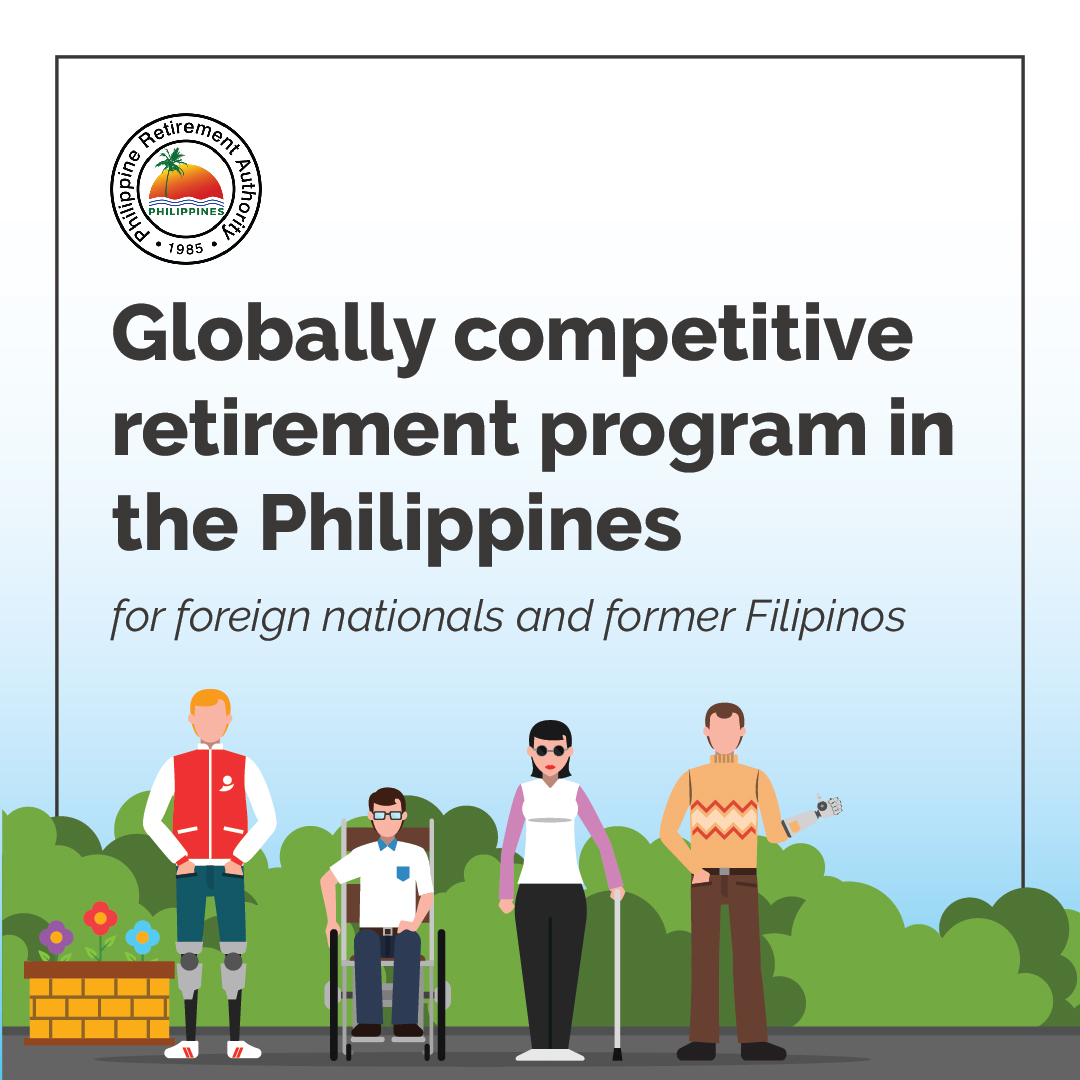 Philippine Retirement Authority
PHILIPPINES
• 1985 •
Globally competitive
retirement program in
the Philippines
for foreign nationals and former Filipinos